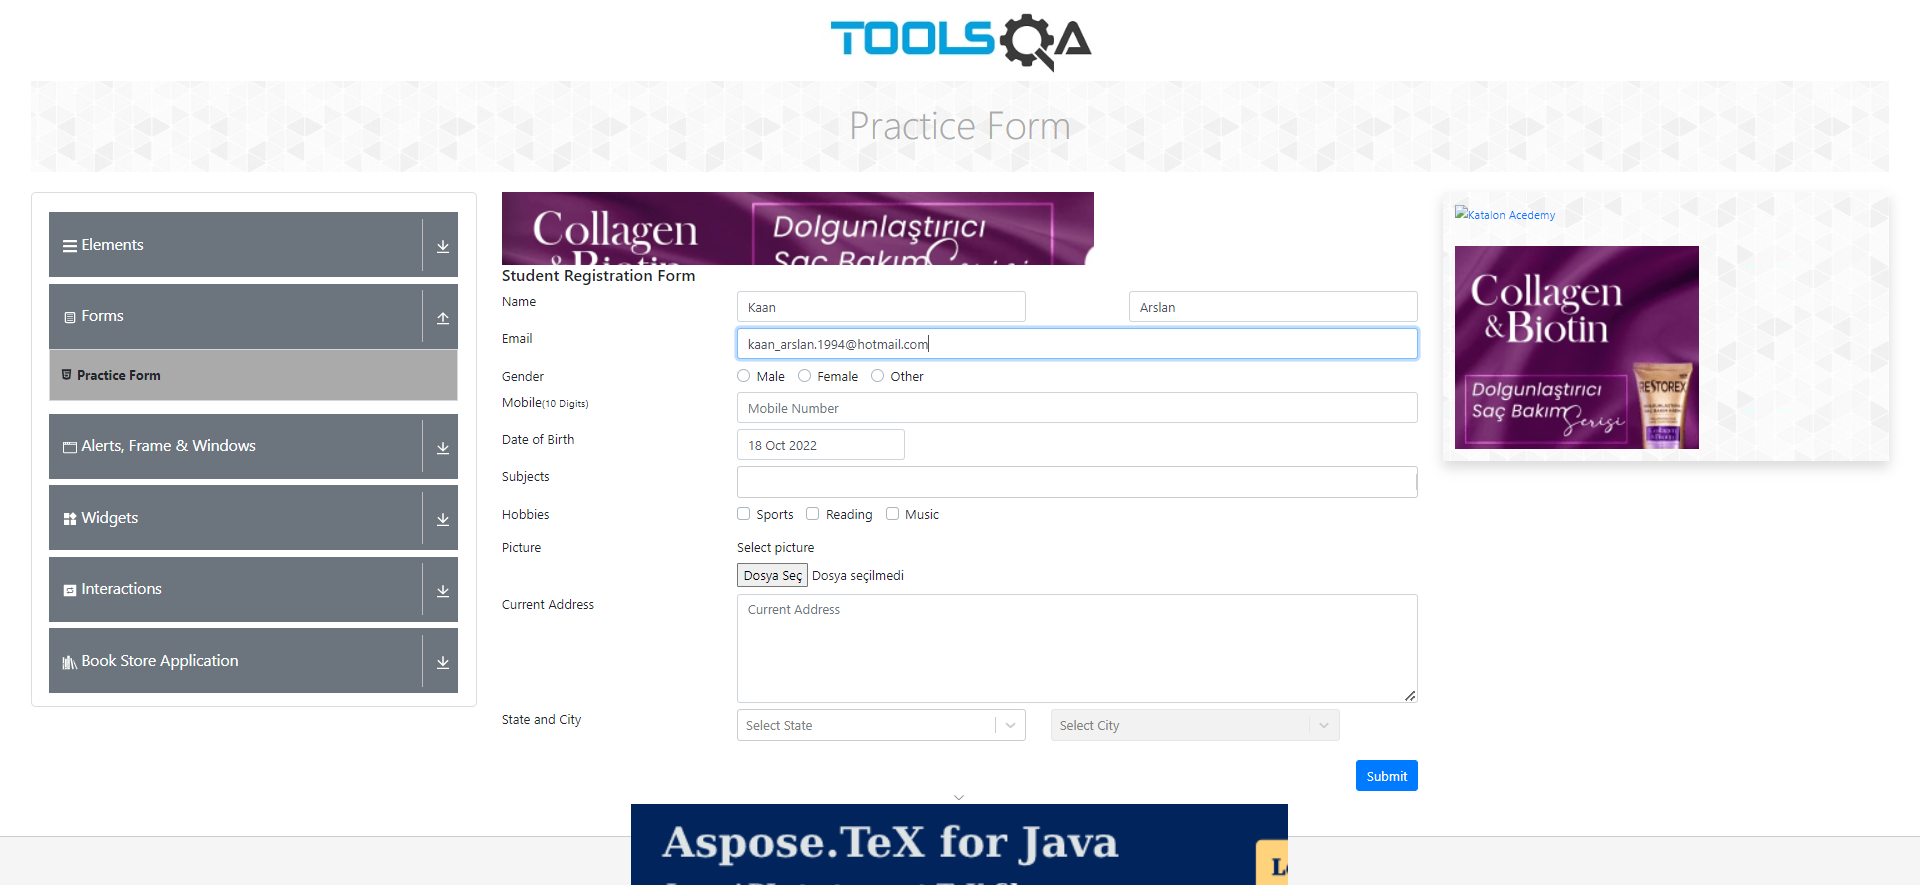 TOOLSQA
Practice Form
Elements
Forms
Practice Form
Alerts, Frame & Windows
Widgets
Interactions
Book Store Application
Collagen
& Biotin
Dolgunlaştırıcı
Saç Bakım Serisi
Student Registration Form
Name
Kaan
Arslan
Email
kaan_arslan.1994@hotmail.com
Gender
Male
Female
Other
Mobile(10 Digits)
Mobile Number
Date of Birth
18 Oct 2022
Subjects
Hobbies
Sports
Reading
Music
Picture
Select picture
Dosya Seç
Dosya seçilmedi
Current Address
Current Address
State and City
Select State
Select City
Submit
Katalon Acedemy
Collagen
&Biotin
Dolgunlaştırıcı
Saç Bakım Serisi
RESTOREX
Aspose.TeX for Java